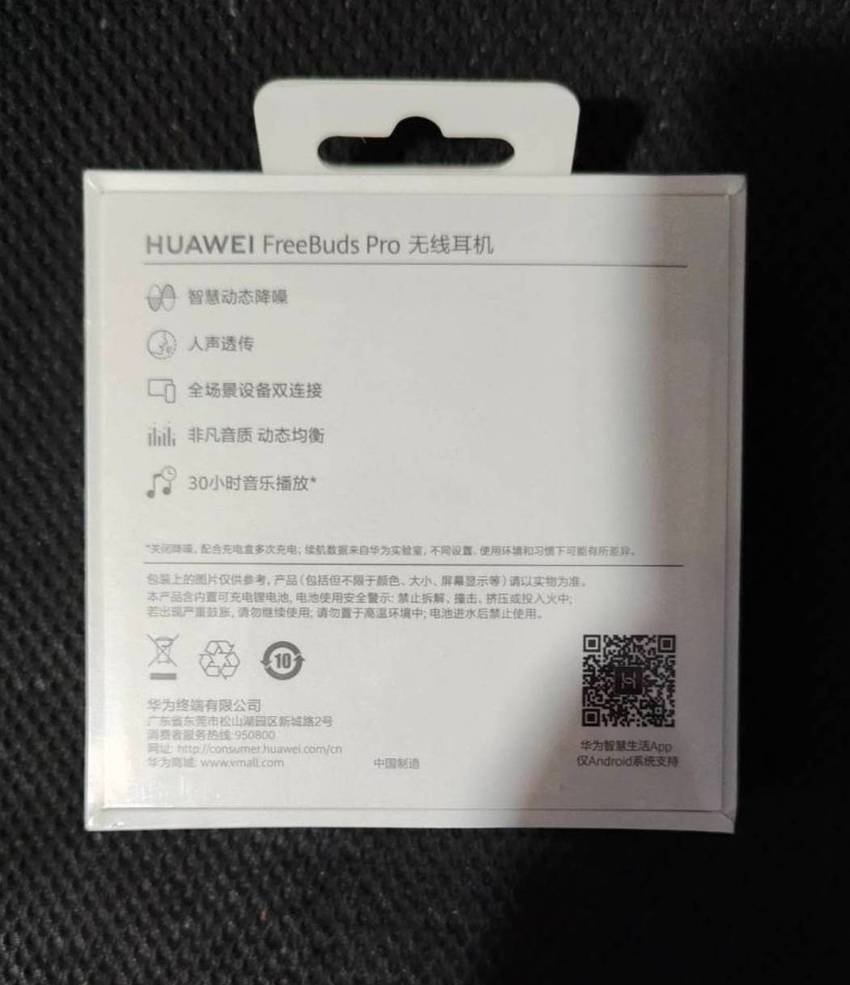 HUAWEI FreeBuds Pro 无线耳机
智慧动态降噪
人声透传
全场景设备双连接
非凡音质 动态均衡
30小时音乐播放*
*关闭降噪、配合充电盒多次充电; 续航数据来自华为实验室, 不同设置、使用环境和习惯下可能有所差异。
包装上的图片仅供参考, 产品 (包括但不限于颜色、大小、屏幕显示等) 请以实物为准。
本产品含内置可充电锂电池, 电池使用安全警示: 禁止拆解、撞击、挤压或投入火中;
若出现严重鼓胀, 请勿继续使用; 请勿置于高温环境中; 电池进水后禁止使用。
10
华为终端有限公司
广东省东莞市松山湖园区新城路2号
消费者服务热线: 950800
网址: http://consumer.huawei.com/cn
华为商城: www.vmall.com
中国制造
华为智慧生活App
仅Android系统支持